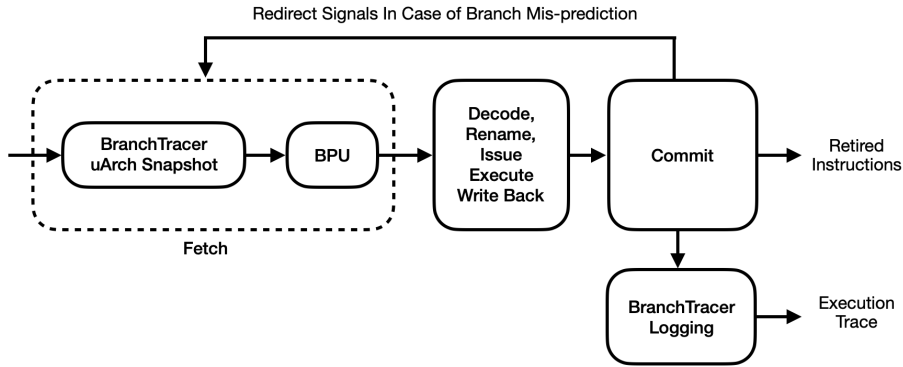 Redirect Signals In Case of Branch Mis-prediction
BranchTracer
uArch Snapshot
BPU
Fetch
Decode,
Rename,
Issue
Execute
Write Back
Commit
Retired
Instructions
BranchTracer
Logging
Execution
Trace